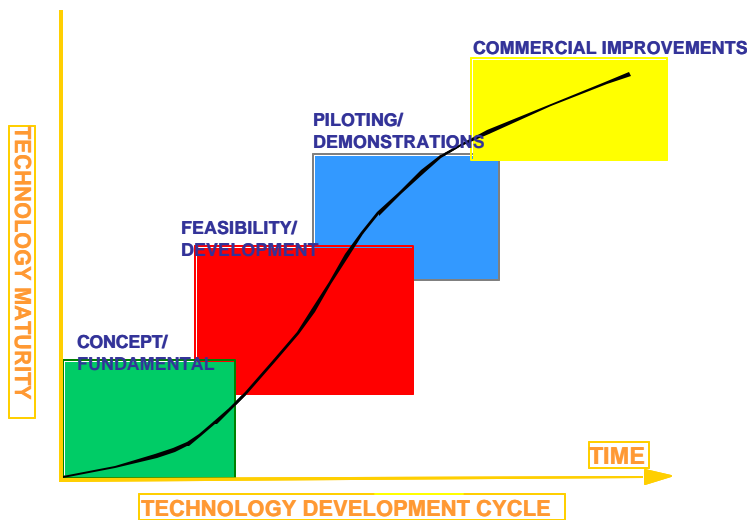 COMMERCIAL IMPROVEMENTS
PILOTING/
DEMONSTRATIONS
FEASIBILITY/
DEVELOPMENT
CONCEPT/
FUNDAMENTAL
TECHNOLOGY MATURITY
TIME
TECHNOLOGY DEVELOPMENT CYCLE